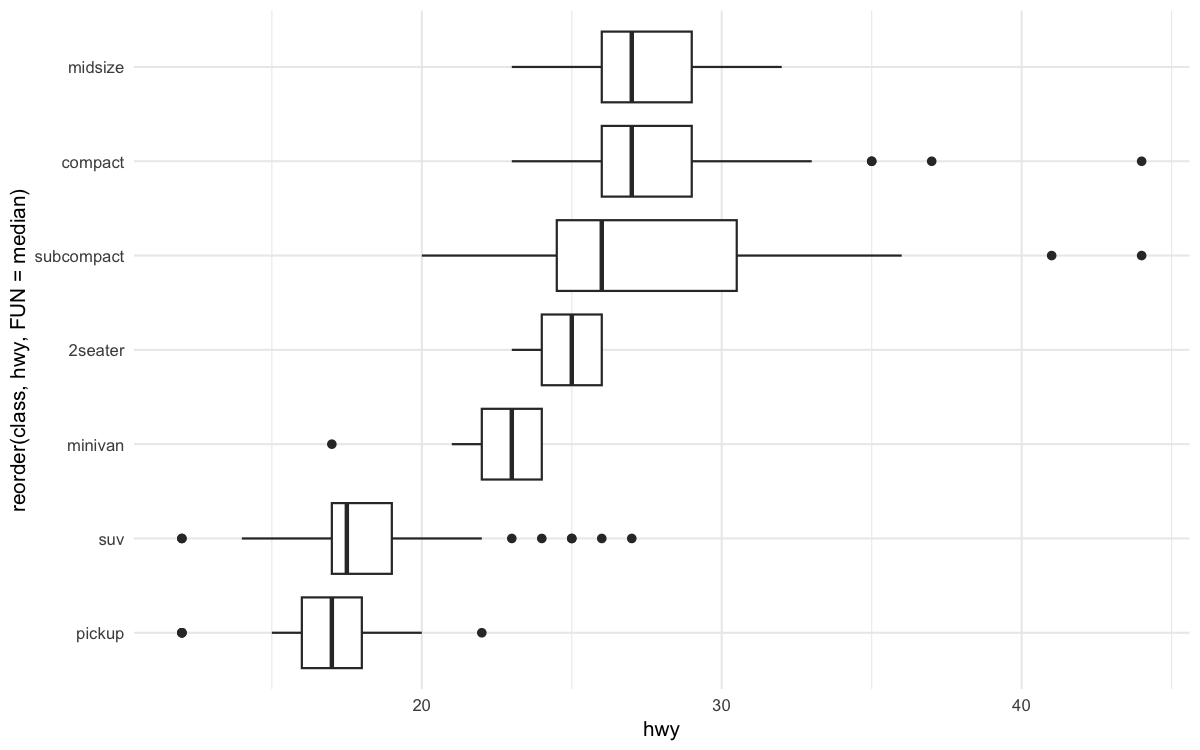 reorder(class, hwy, FUN = median)
midsize
compact
subcompact
2seater
minivan
suv
pickup
20 30 40
hwy